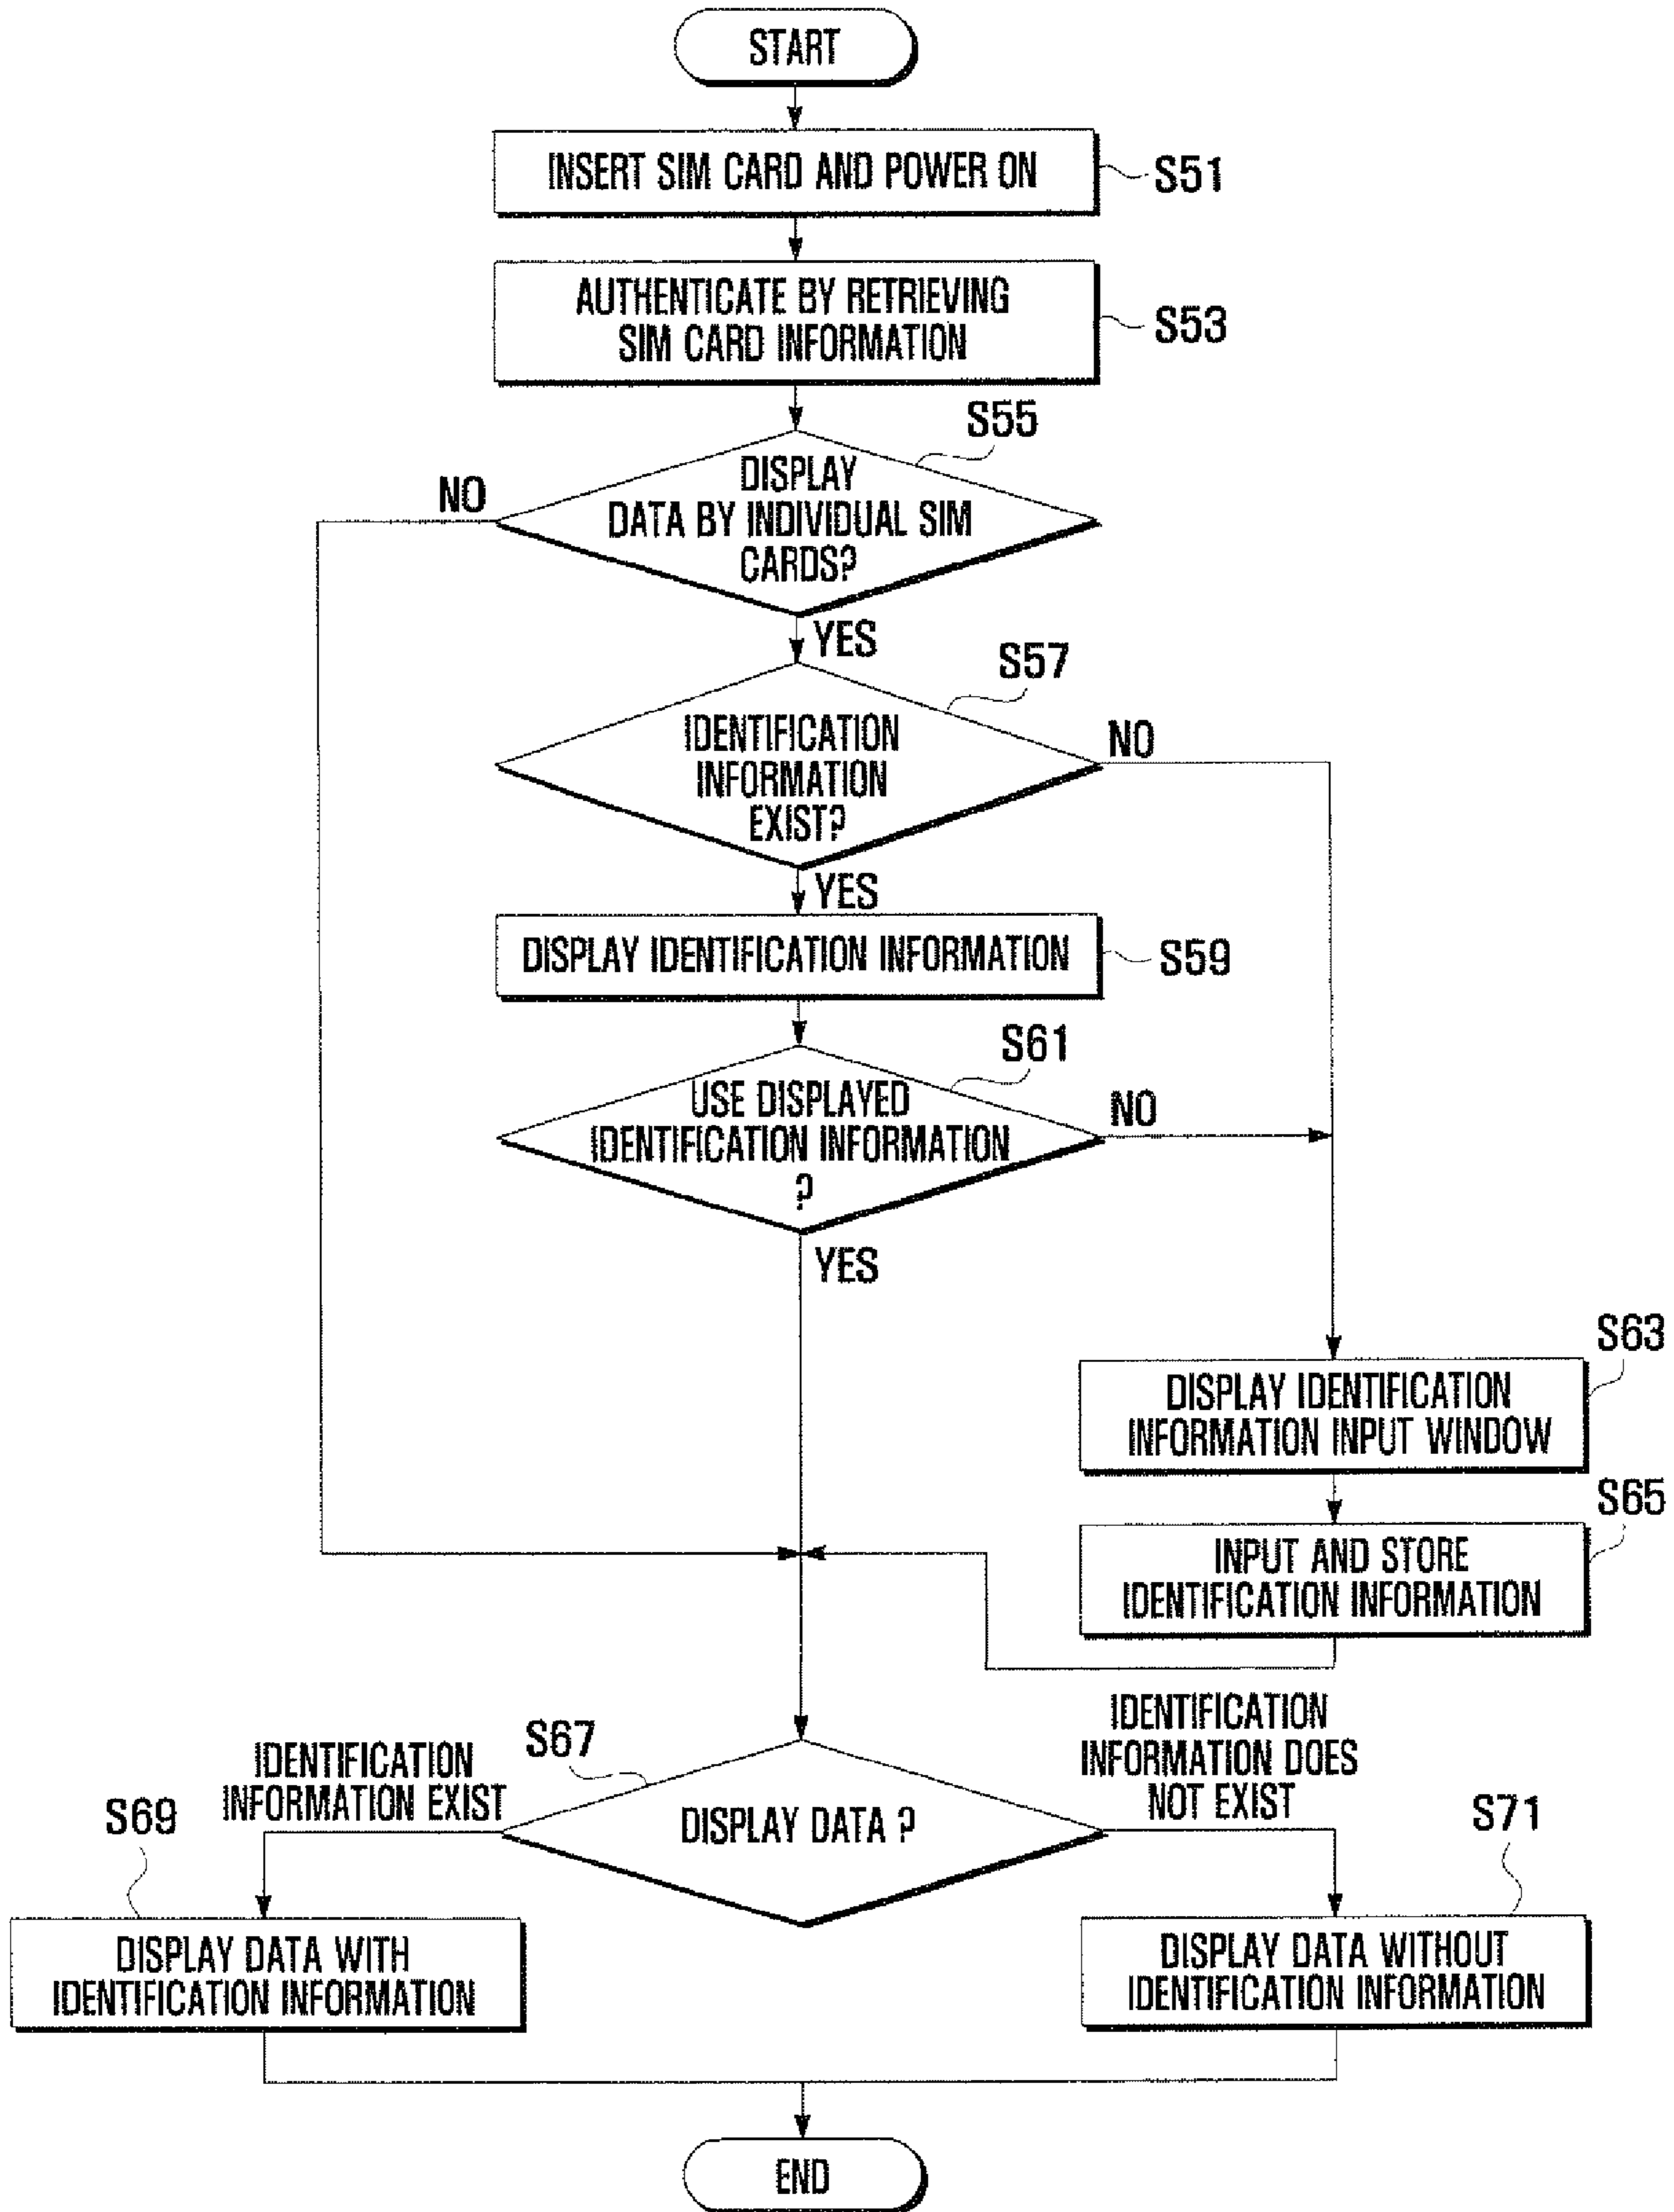 START
INSERT SIM CARD AND POWER ON
S51
AUTHENTICATE BY RETRIEVING
SIM CARD INFORMATION
S53
S55
DISPLAY
DATA BY INDIVIDUAL SIM
CARDS?
NO
YES
S57
IDENTIFICATION
INFORMATION
EXIST?
NO
YES
DISPLAY IDENTIFICATION INFORMATION
S59
S61
USE DISPLAYED
IDENTIFICATION INFORMATION
?
NO
YES
S63
DISPLAY IDENTIFICATION
INFORMATION INPUT WINDOW
S65
INPUT AND STORE
IDENTIFICATION INFORMATION
S67
DISPLAY DATA ?
IDENTIFICATION
INFORMATION EXIST
IDENTIFICATION
INFORMATION DOES
NOT EXIST
S69
DISPLAY DATA WITH
IDENTIFICATION INFORMATION
S71
DISPLAY DATA WITHOUT
IDENTIFICATION INFORMATION
END